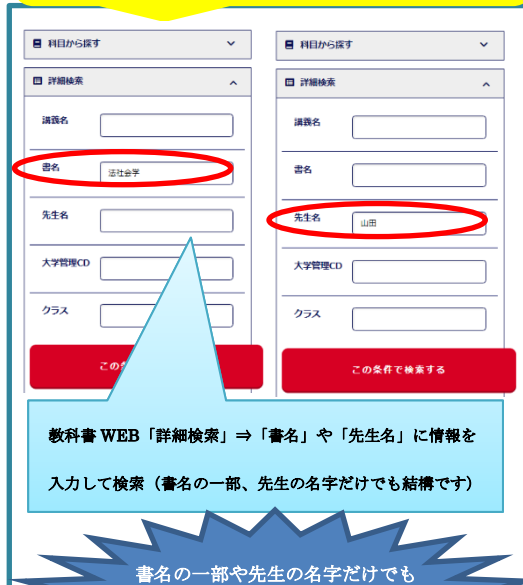 科目から探す
詳細検索
講義名
書名
法社会学
先生名
大学管理CD
クラス
この
科目から探す
詳細検索
講義名
書名
先生名
山田
大学管理CD
クラス
この条件で検索する
教科書 WEB「詳細検索」⇒「書名」や「先生名」に情報を
入力して検索（書名の一部、先生の名字だけでも結構です）
書名の一部や先生の名字だけでも